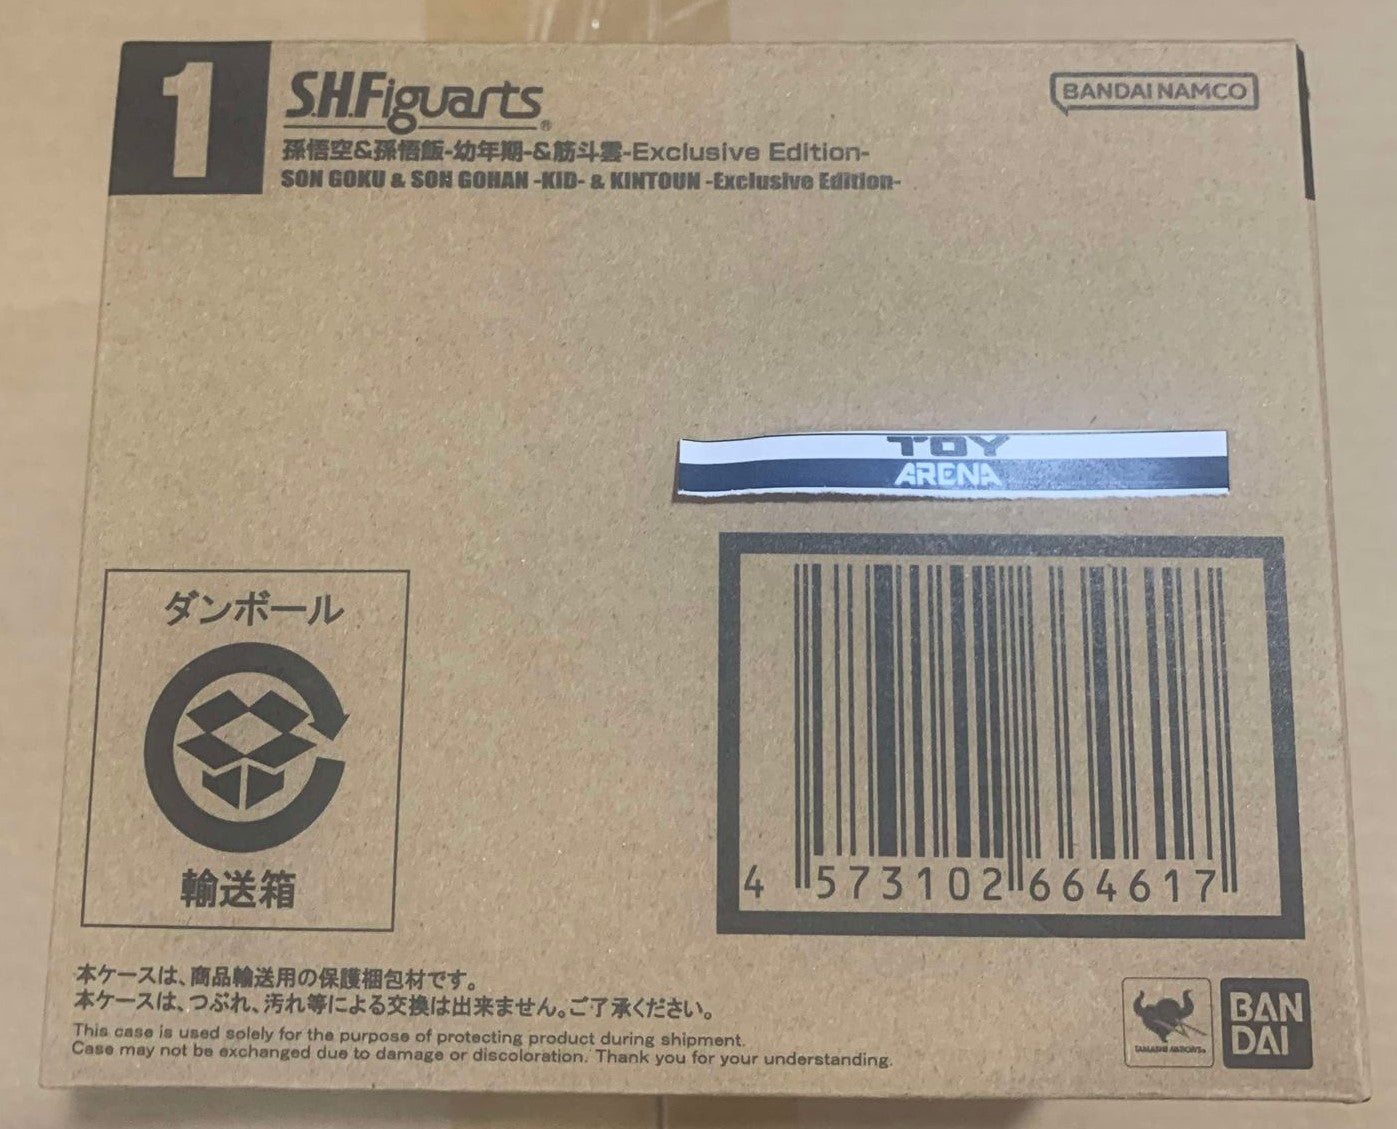 1
S.H.Figuarts®
BANDAI NAMCO
孫悟空&孫悟飯-幼年期-&筋斗雲-Exclusive Edition-
SON GOKU & SON GOHAN -KID- & KINTOUN -Exclusive Edition-
TOY
ARENA
ダンボール
輸送箱
4 573102 664617
本ケースは、商品輸送用の保護梱包材です。
本ケースは、つぶれ、汚れ等による交換は出来ません。ご了承ください。
This case is used solely for the purpose of protecting product during shipment.
Case may not be exchanged due to damage or discoloration. Thank you for your understanding.
TAMASHII NATIONS
BAN
DAI